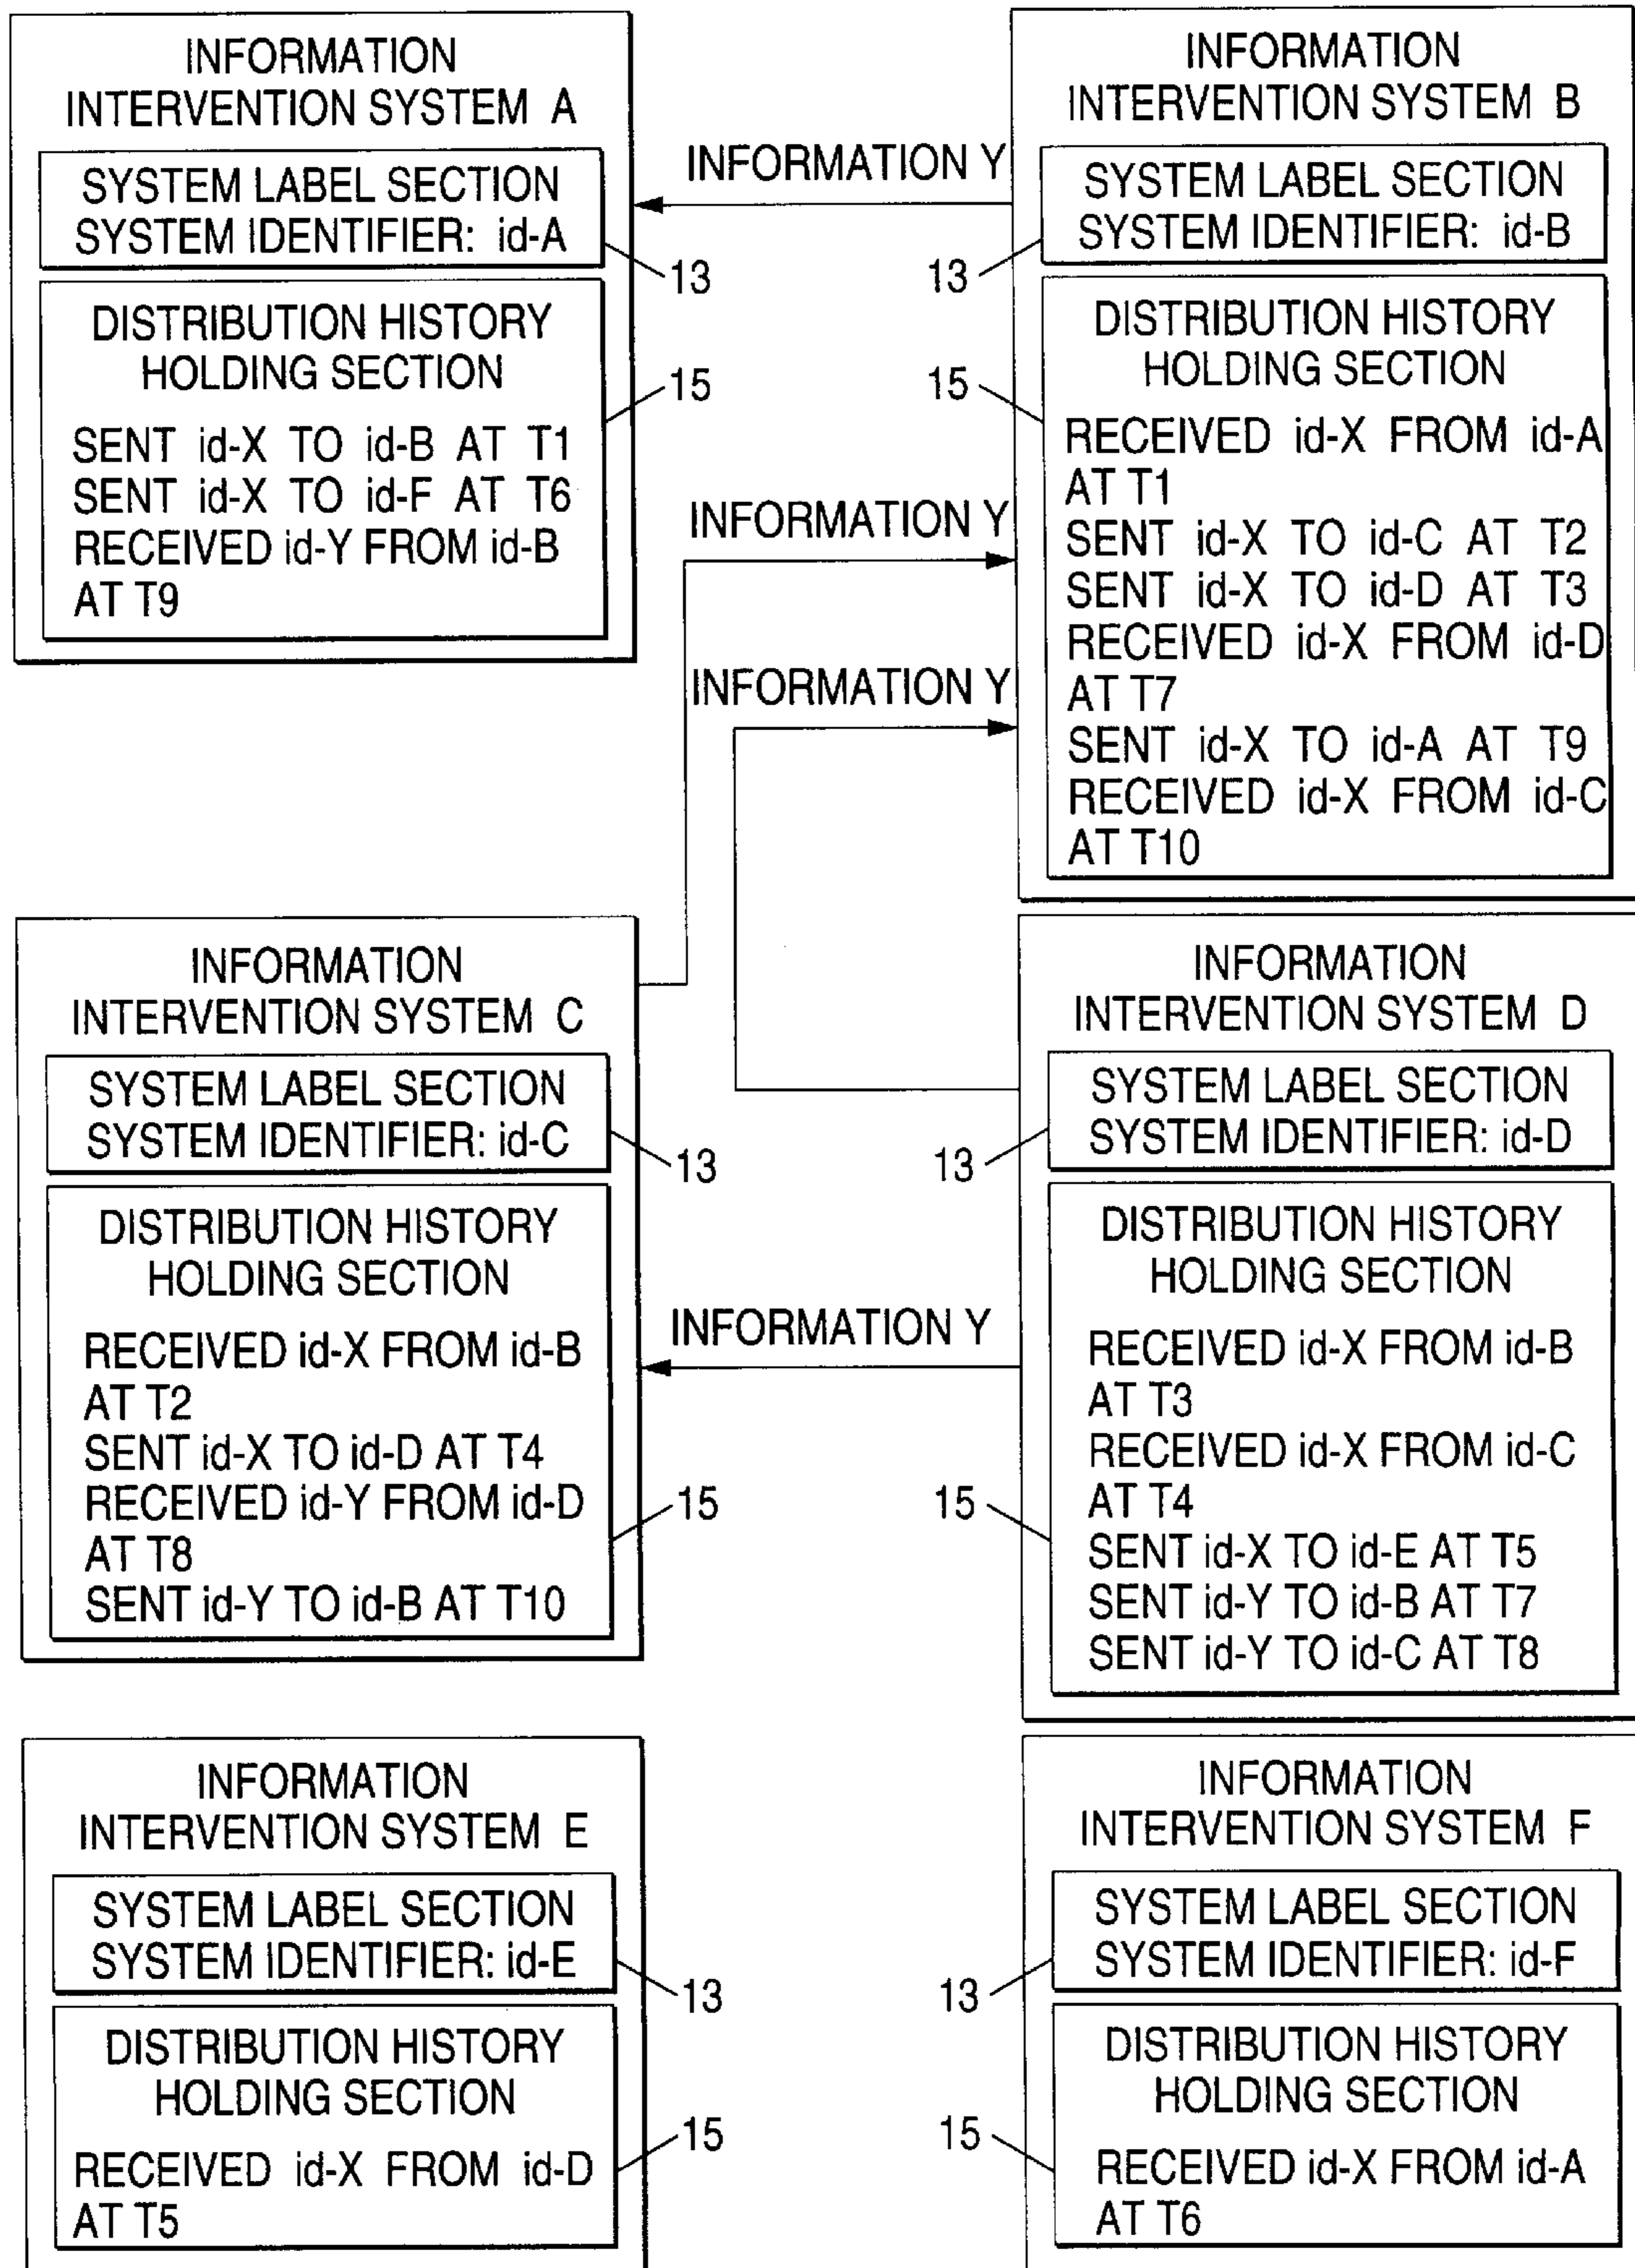 INFORMATION
INTERVENTION SYSTEM A
SYSTEM LABEL SECTION
SYSTEM IDENTIFIER: id-A
13
DISTRIBUTION HISTORY
HOLDING SECTION
15
SENT id-X TO id-B AT T1
SENT id-X TO id-F AT T6
RECEIVED id-Y FROM id-B
AT T9
INFORMATION Y
INFORMATION Y
INFORMATION Y
INFORMATION
INTERVENTION SYSTEM B
SYSTEM LABEL SECTION
SYSTEM IDENTIFIER: id-B
13
DISTRIBUTION HISTORY
HOLDING SECTION
15
RECEIVED id-X FROM id-A
AT T1
SENT id-X TO id-C AT T2
SENT id-X TO id-D AT T3
RECEIVED id-X FROM id-D
AT T7
SENT id-X TO id-A AT T9
RECEIVED id-X FROM id-C
AT T10
INFORMATION
INTERVENTION SYSTEM C
SYSTEM LABEL SECTION
SYSTEM IDENTIFIER: id-C
13
DISTRIBUTION HISTORY
HOLDING SECTION
RECEIVED id-X FROM id-B
AT T2
SENT id-X TO id-D AT T4
RECEIVED id-Y FROM id-D
AT T8
SENT id-Y TO id-B AT T10
15
INFORMATION Y
INFORMATION
INTERVENTION SYSTEM D
SYSTEM LABEL SECTION
SYSTEM IDENTIFIER: id-D
13
DISTRIBUTION HISTORY
HOLDING SECTION
RECEIVED id-X FROM id-B
AT T3
RECEIVED id-X FROM id-C
AT T4
SENT id-X TO id-E AT T5
SENT id-Y TO id-B AT T7
SENT id-Y TO id-C AT T8
15
INFORMATION
INTERVENTION SYSTEM E
SYSTEM LABEL SECTION
SYSTEM IDENTIFIER: id-E
13
DISTRIBUTION HISTORY
HOLDING SECTION
15
RECEIVED id-X FROM id-D
AT T5
INFORMATION
INTERVENTION SYSTEM F
SYSTEM LABEL SECTION
SYSTEM IDENTIFIER: id-F
13
DISTRIBUTION HISTORY
HOLDING SECTION
15
RECEIVED id-X FROM id-A
AT T6